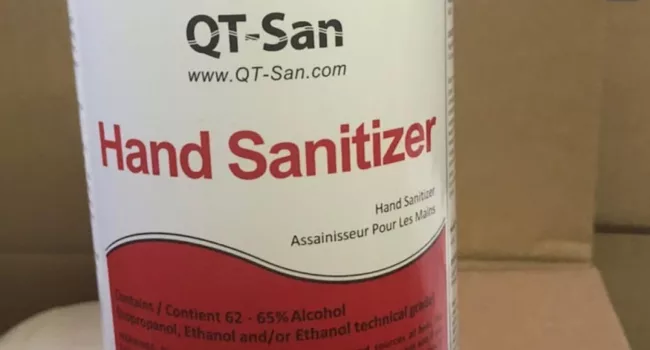 QT-San
www.QT-San.com
Hand Sanitizer
Hand Sanitizer
Assainisseur Pour Les Mains
Contains / Contient 62 - 65% Alcohol
Isopropanol, Ethanol and/or Ethanol technical grade)